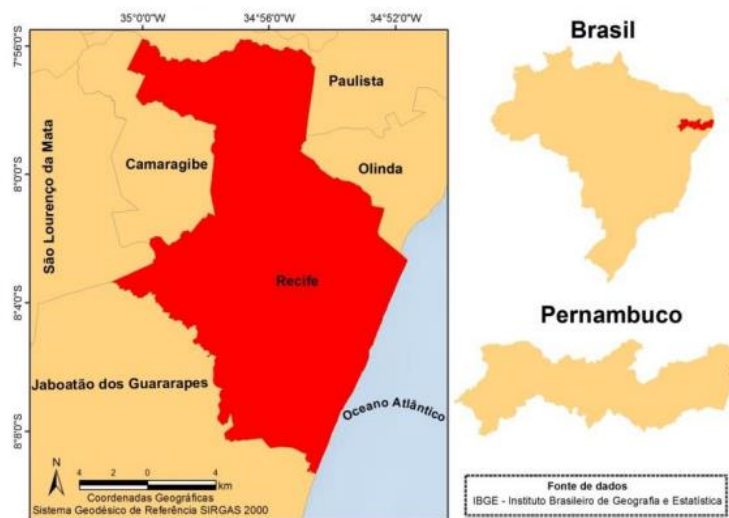 35°0'0"
34°56'0"
34°52'0"
7°56'0"S
8°0'0"S
8°4'0"S
8°8'0"S
Paulista
Camaragibe
Olinda
São Lourenço da Mata
Recife
Jaboatão dos Guararapes
Oceano Atlântico
N
4 2 0 4
km
Coordenadas Geográficas
Sistema Geodésico de Referência SIRGAS 2000
Brasil
Pernambuco
Fonte de dados
IBGE - Instituto Brasileiro de Geografia e Estatística